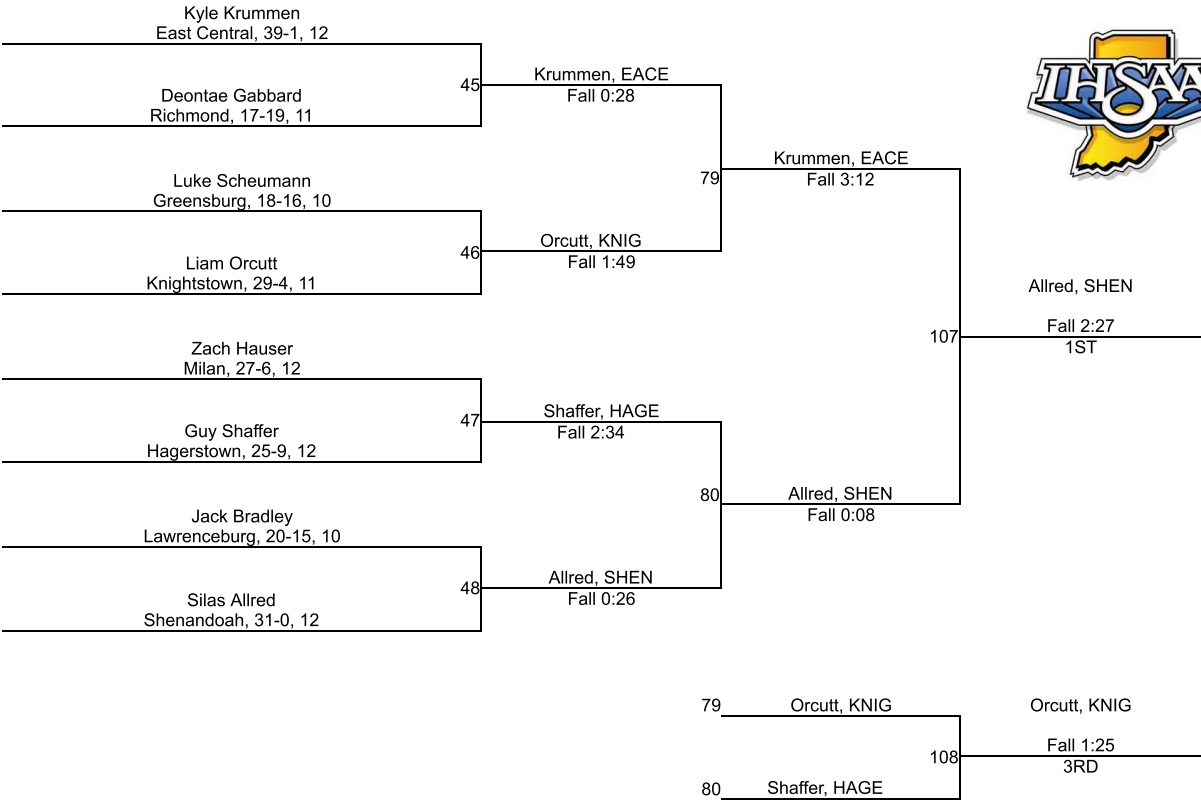 Kyle Krummen
East Central, 39-1, 12
Deontae Gabbard
Richmond, 17-19, 11
45
Krummen, EACE
Fall 0:28
Luke Scheumann
Greensburg, 18-16, 10
Liam Orcutt
Knightstown, 29-4, 11
46
Orcutt, KNIG
Fall 1:49
79
Krummen, EACE
Fall 3:12
Zach Hauser
Milan, 27-6, 12
Guy Shaffer
Hagerstown, 25-9, 12
47
Shaffer, HAGE
Fall 2:34
Jack Bradley
Lawrenceburg, 20-15, 10
Silas Allred
Shenandoah, 31-0, 12
48
Allred, SHEN
Fall 0:26
80
Allred, SHEN
Fall 0:08
107
Allred, SHEN
Fall 2:27
1ST
IHSAA
79
Orcutt, KNIG
80
Shaffer, HAGE
108
Orcutt, KNIG
Fall 1:25
3RD